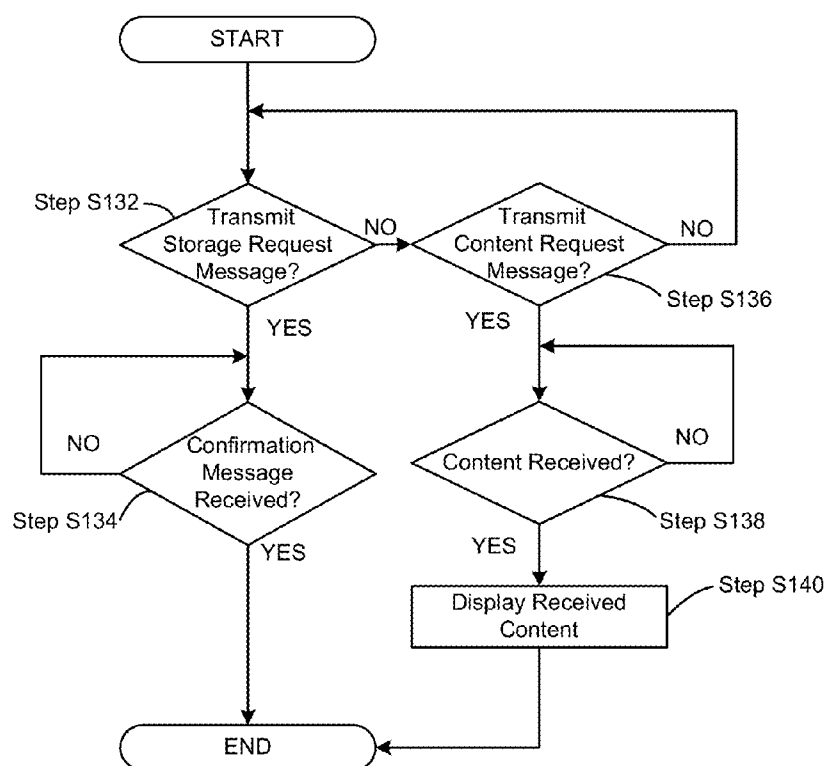 START
Step S132
Transmit
Storage Request
Message?
NO
Transmit
Content Request
Message?
NO
Step S136
YES
YES
NO
Confirmation
Message
Received?
Step S134
YES
Content Received?
NO
Step S138
YES
Display Received
Content
Step S140
END